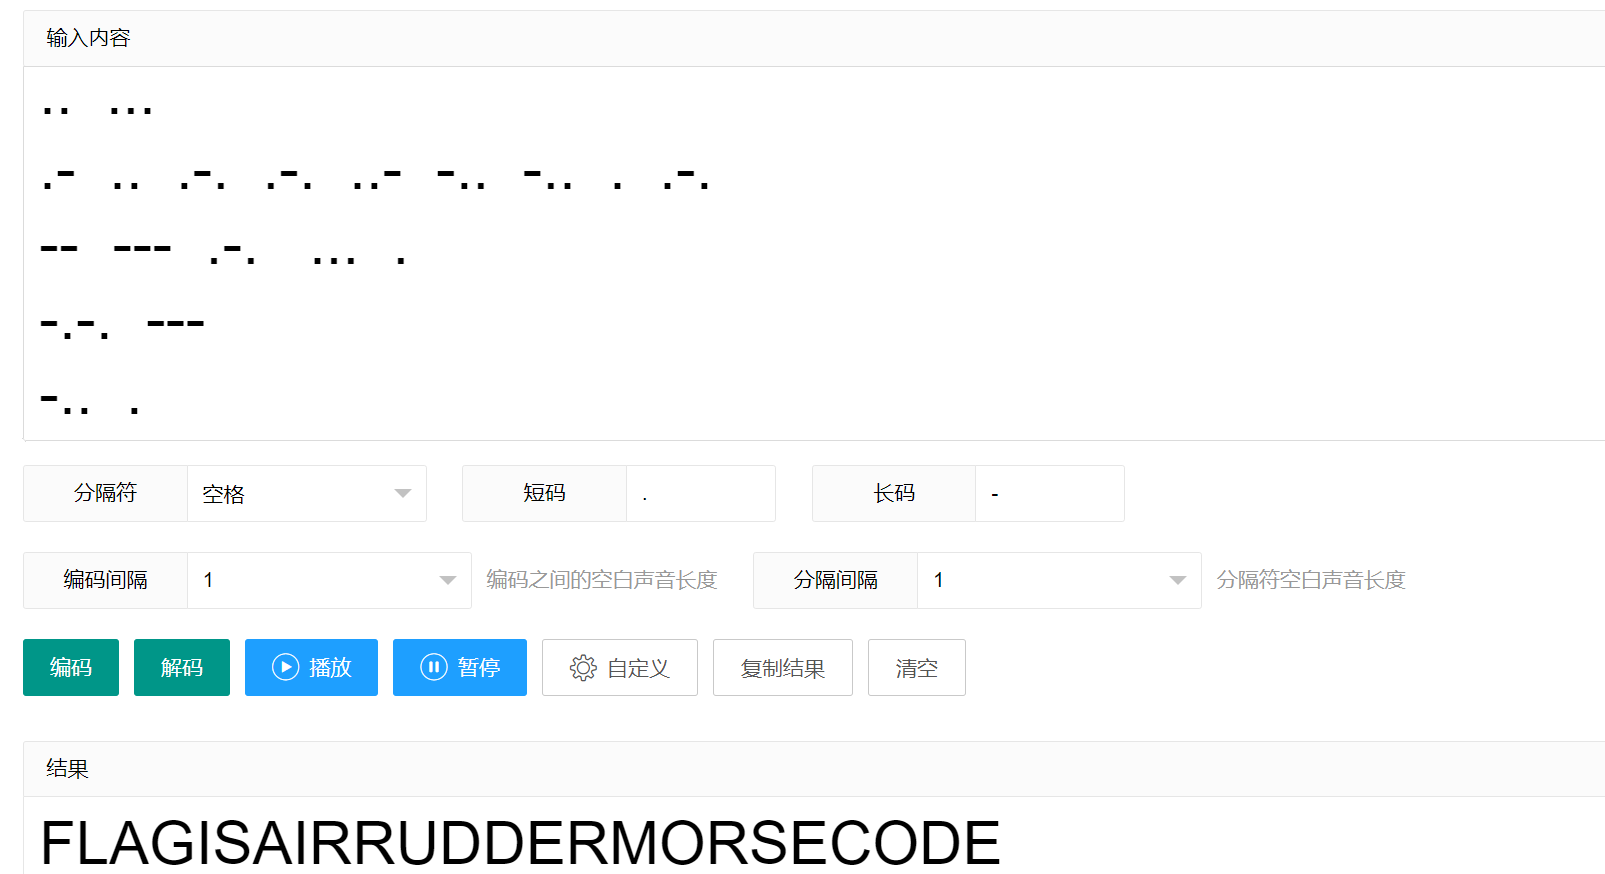 输入内容
.. ...
.- .. .-. .-. ..- -.. -.. . .-.
-- --- .-. ... .
-.-. ---
-.. .
分隔符 空格 短码 . 长码 -
编码间隔 1 编码之间的空白声音长度 分隔间隔 1 分隔符空白声音长度
编码 解码 播放 暂停 自定义 复制结果 清空
结果
FLAGISAIRRUDDERMORSECODE